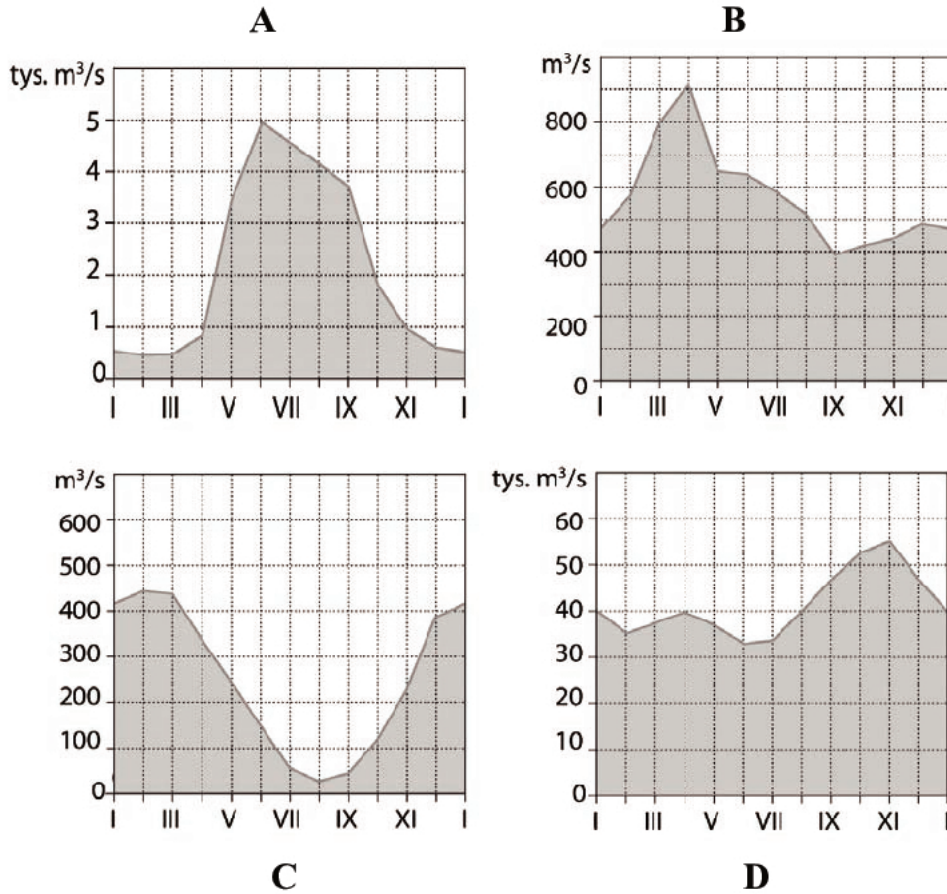 A
B
tys. m³/s
5
4
3
2
1
0
I III V VII IX XI I
m³/s
800
600
400
200
0
I III V VII IX XI
m³/s
600
500
400
300
200
100
0
I III V VII IX XI I
tys. m³/s
60
50
40
30
20
10
0
I III V VII IX XI
C
D